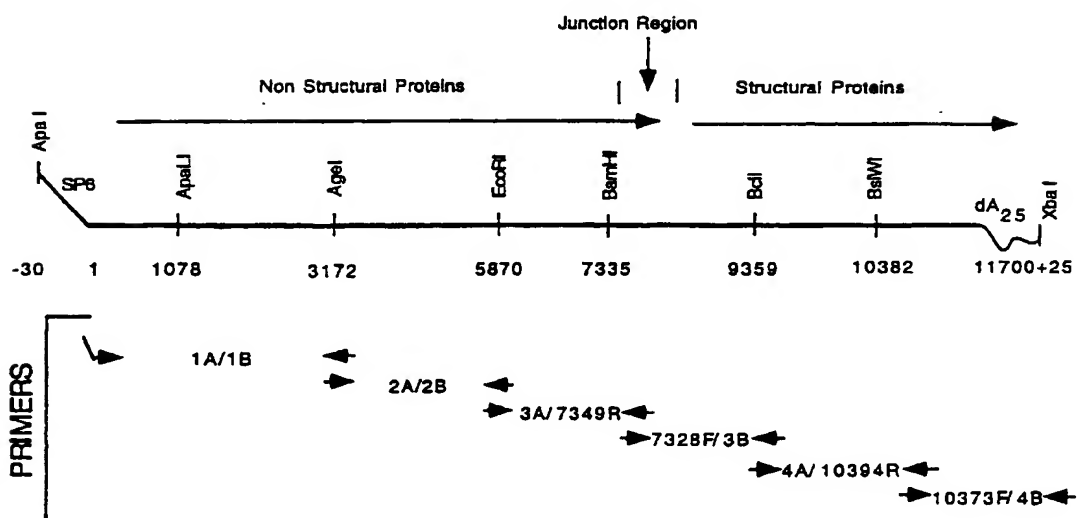 Junction Region
Non Structural Proteins
Structural Proteins
Apa I
SP6
ApaLI
AgeI
EcoRI
BamHI
BclI
BsiWI
dA25
Xba I
-30 1 1078 3172 5870 7335 9359 10382 11700+25
PRIMERS
1A/1B
2A/2B
3A/7349R
7328F/3B
4A/10394R
10373F/4B